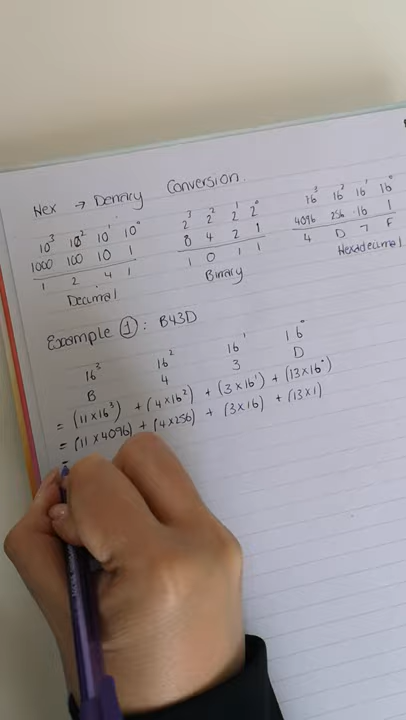 Hex → Denary Conversion
10³ 10² 10¹ 10⁰
1000 100 10 1
1 2 4 1
Decimal
2³ 2² 2¹ 2⁰
8 4 2 1
1 0 1 1
Binary
16³ 16² 16¹ 16⁰
4096 256 16 1
4 D 7 F
Hexadecimal
Example ①: B43D
16³ 16² 16¹ 16⁰
B 4 3 D
= (11 × 16³) + (4 × 16²) + (3 × 16¹) + (13 × 16⁰)
= (11 × 4096) + (4 × 256) + (3 × 16) + (13 × 1)
=